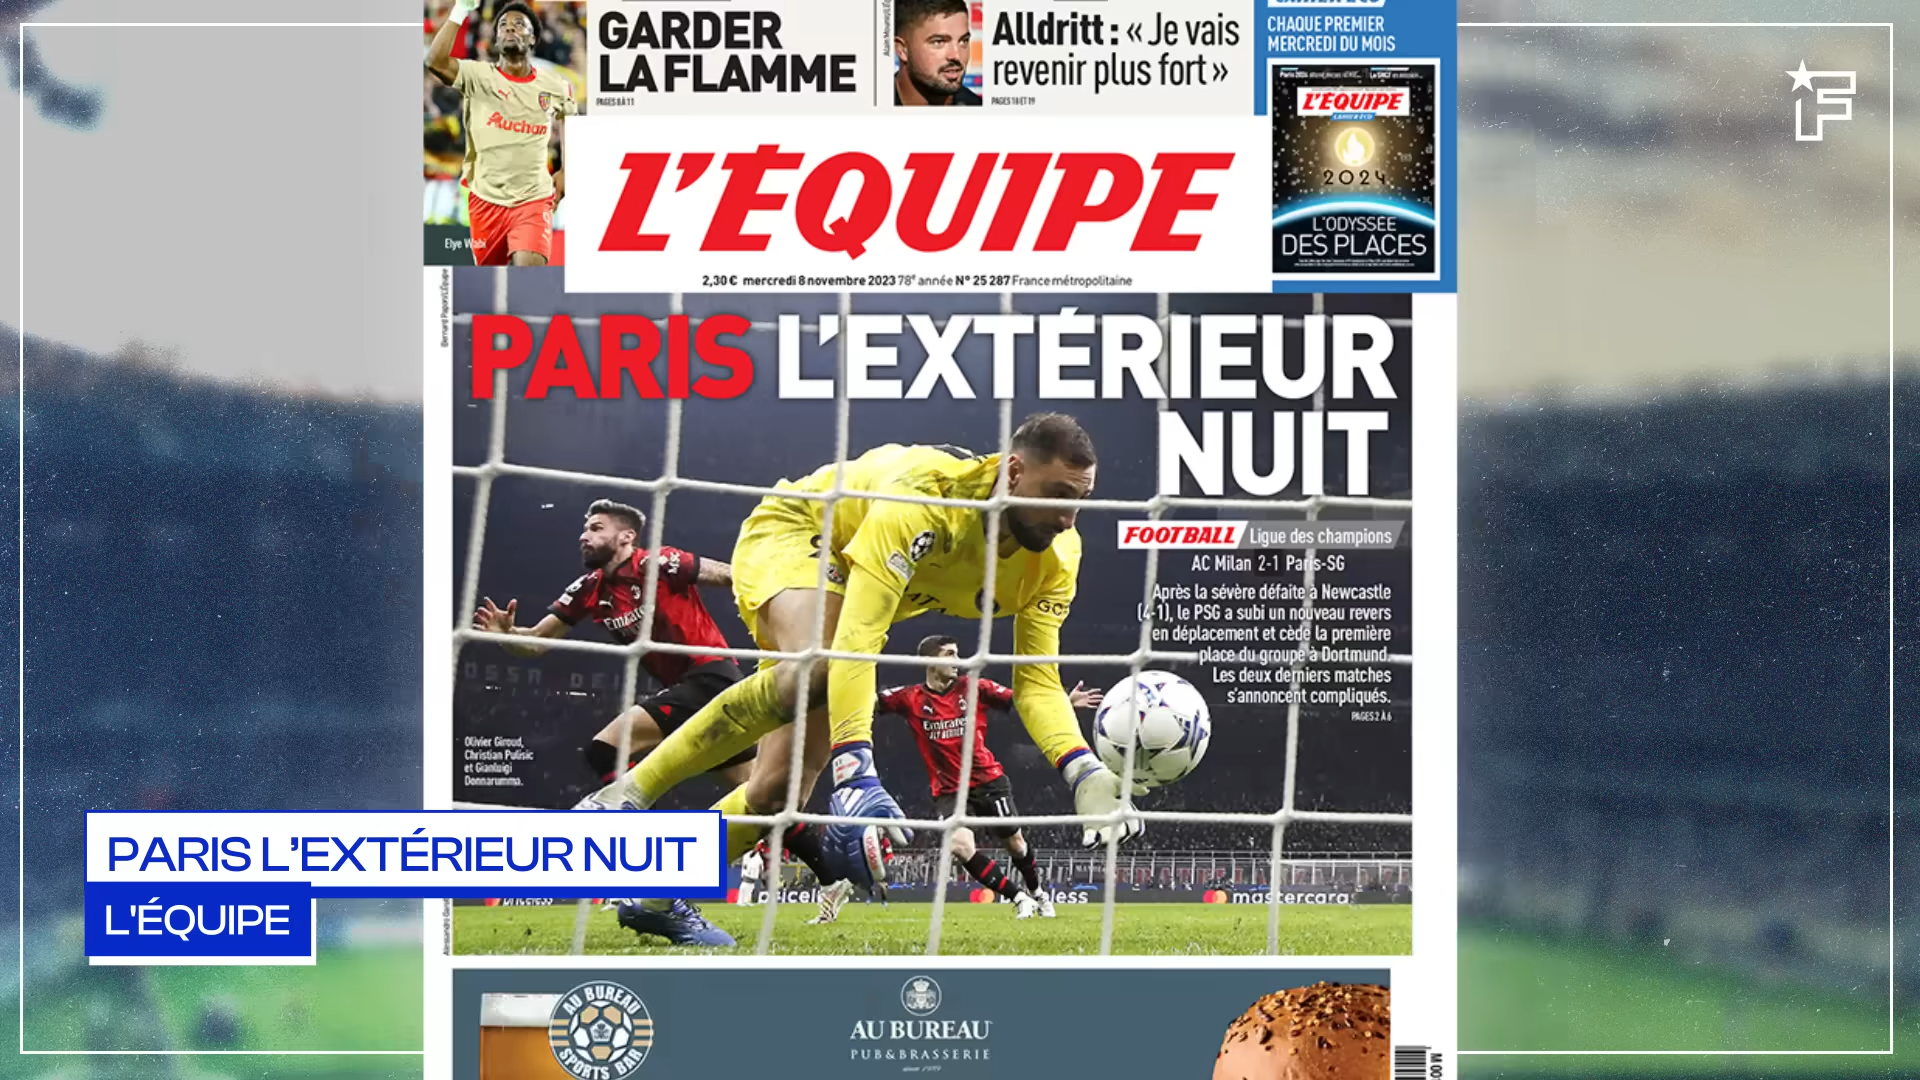 GARDER
LA FLAMME
PAGES 8 À 11
Alldritt : « Je vais
revenir plus fort »
PAGES 18 ET 19
CHAQUE PREMIER
MERCREDI DU MOIS
L'ÉQUIPE
2024
L'ODYSSÉE
DES PLACES
Auchan
Elye Wahi
L'ÉQUIPE
2,30 € mercredi 8 novembre 2023 78e année N° 25 287 France métropolitaine
PARIS L'EXTÉRIEUR
NUIT
FOOTBALL Ligue des champions
AC Milan 2-1 Paris-SG
Après la sévère défaite à Newcastle
(4-1), le PSG a subi un nouveau revers
en déplacement et cède la première
place du groupe à Dortmund.
Les deux derniers matches
s'annoncent compliqués.
PAGES 2 À 6
Olivier Giroud,
Christian Pulisic
et Gianluigi
Donnarumma.
Emirates
FLY BETTER
MSC
11
priceless
mastercard
PARIS L'EXTÉRIEUR NUIT
L'ÉQUIPE
AU BUREAU
SPORTS BAR
AU BUREAU
PUB & BRASSERIE